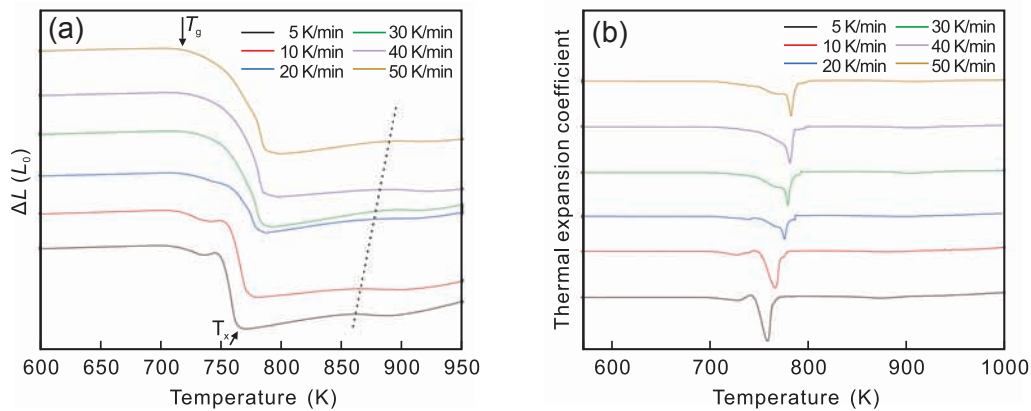 (a)
T_g
5 K/min
10 K/min
20 K/min
30 K/min
40 K/min
50 K/min
ΔL (L_0)
T_x
600 650 700 750 800 850 900 950
Temperature (K)
(b)
5 K/min
10 K/min
20 K/min
30 K/min
40 K/min
50 K/min
Thermal expansion coefficient
600 700 800 900 1000
Temperature (K)